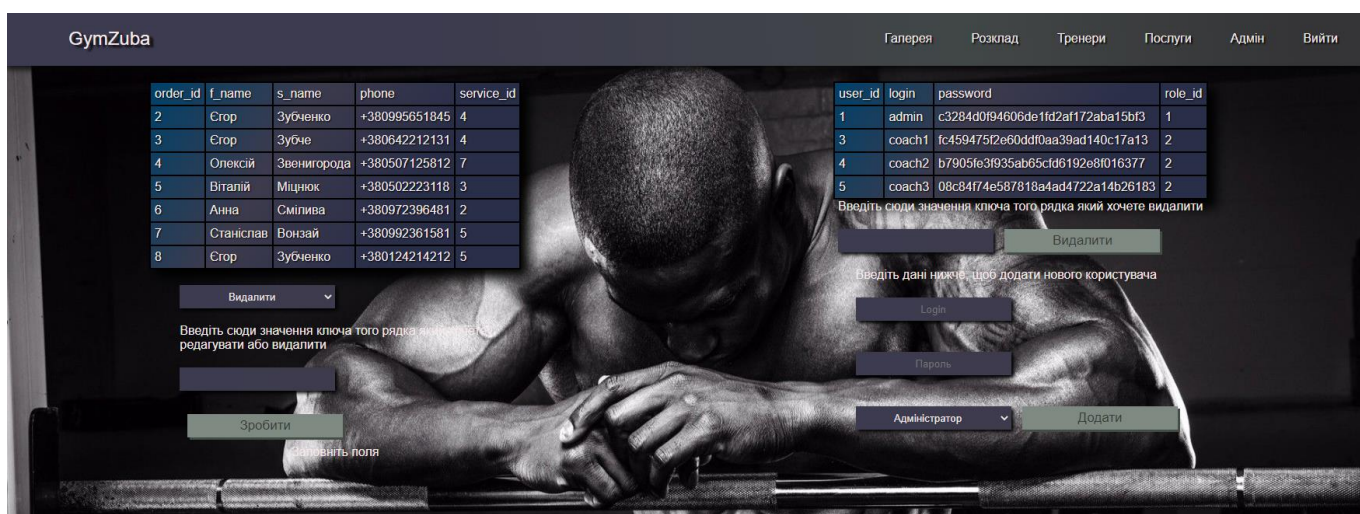 GymZuba
Галерея Розклад Тренери Послуги Адмін Вийти
order_id f_name s_name phone service_id
2 Єгор Зубченко +380995651845 4
3 Єгор Зубче +380642212131 4
4 Олексій Звенигорода +380507125812 7
5 Віталій Міцнюк +380502223118 3
6 Анна Смілива +380972396481 2
7 Станіслав Вонзай +380992361581 5
8 Єгор Зубченко +380124214212 5
Видалити
Введіть сюди значення ключа того рядка
редагувати або видалити
Зробити
Заповніть поля
user_id login password role_id
1 admin c3284d0f94606de1fd2af172aba15bf3 1
3 coach1 fc459475f2e60ddf0aa39ad140c17a13 2
4 coach2 b7905fe3f935ab65cfd6192e8f016377 2
5 coach3 08c84f74e587818a4ad4722a14b26183 2
Введіть сюди значення ключа того рядка який хочете видалити
Видалити
Введіть дані нижче, щоб додати нового користувача
Login
Пароль
Адміністратор Додати